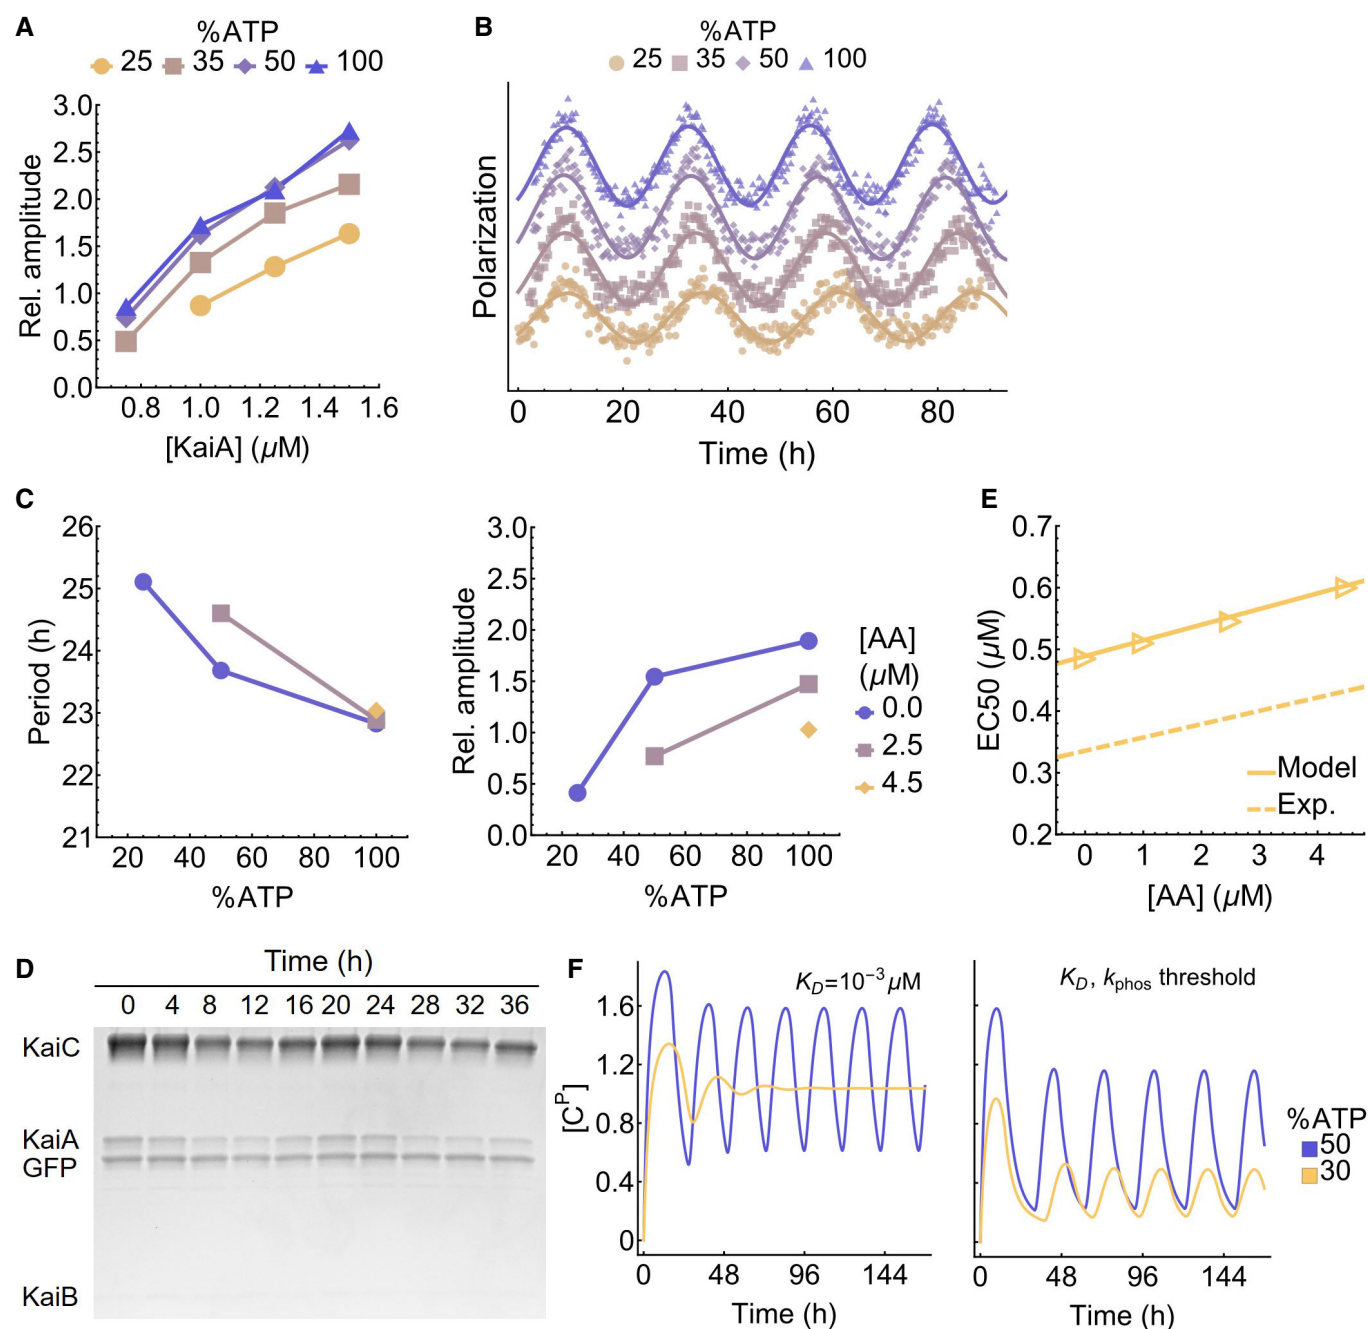 A
%ATP
25 35 50 100
3.0
2.5
2.0
1.5
1.0
0.5
0.0
Rel. amplitude
0.8 1.0 1.2 1.4 1.6
[KaiA] (µM)
B
%ATP
25 35 50 100
Polarization
0 20 40 60 80
Time (h)
C
26
25
24
23
22
21
Period (h)
20 40 60 80 100
%ATP
3.0
2.5
2.0
1.5
1.0
0.5
0.0
Rel. amplitude
20 40 60 80 100
%ATP
[AA]
(µM)
0.0
2.5
4.5
E
0.7
0.6
0.5
0.4
0.3
0.2
EC50 (µM)
Model
Exp.
0 1 2 3 4
[AA] (µM)
D
Time (h)
0 4 8 12 16 20 24 28 32 36
KaiC
KaiA
GFP
KaiB
F
K_D=10⁻³ µM
1.6
1.2
0.8
0.4
0
[Cᴾ]
0 48 96 144
Time (h)
K_D, k_phos threshold
0 48 96 144
Time (h)
%ATP
50
30